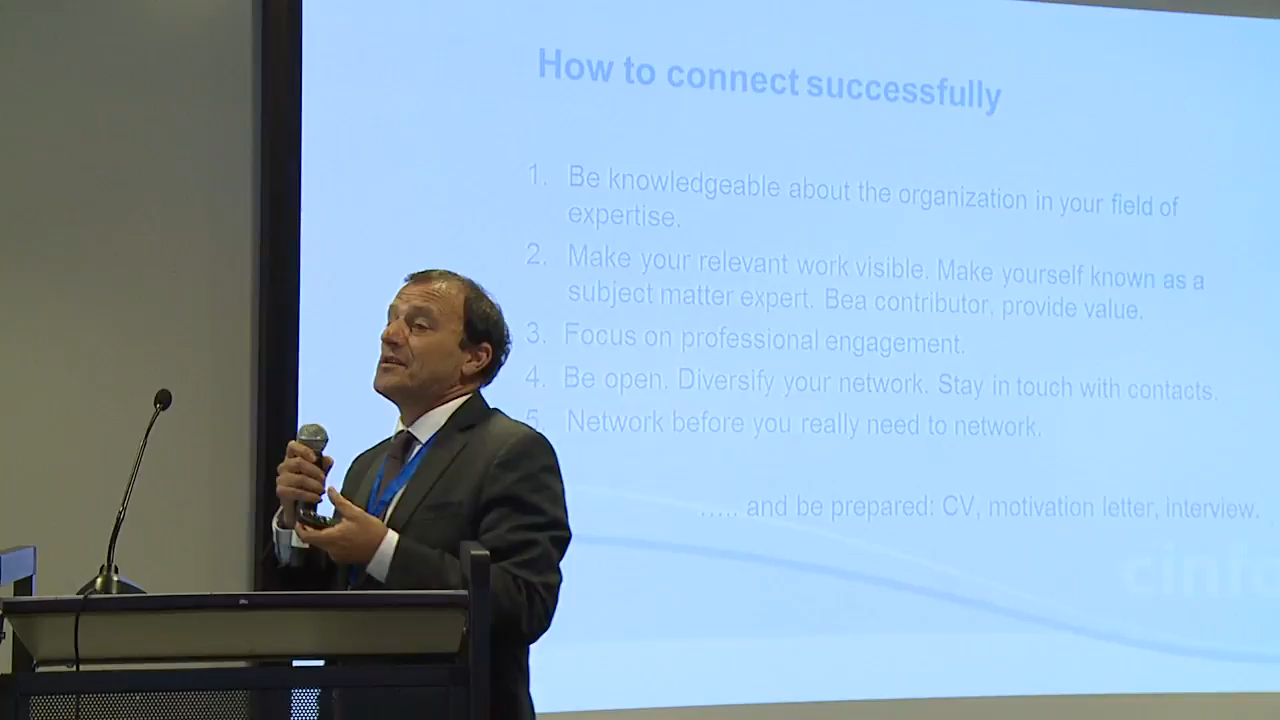 How to connect successfully
1. Be knowledgeable about the organization in your field of
expertise.
2. Make your relevant work visible. Make yourself known as a
subject matter expert. Bea contributor, provide value.
3. Focus on professional engagement.
4. Be open. Diversify your network. Stay in touch with contacts.
5. Network before you really need to network.
..... and be prepared: CV, motivation letter, interview.